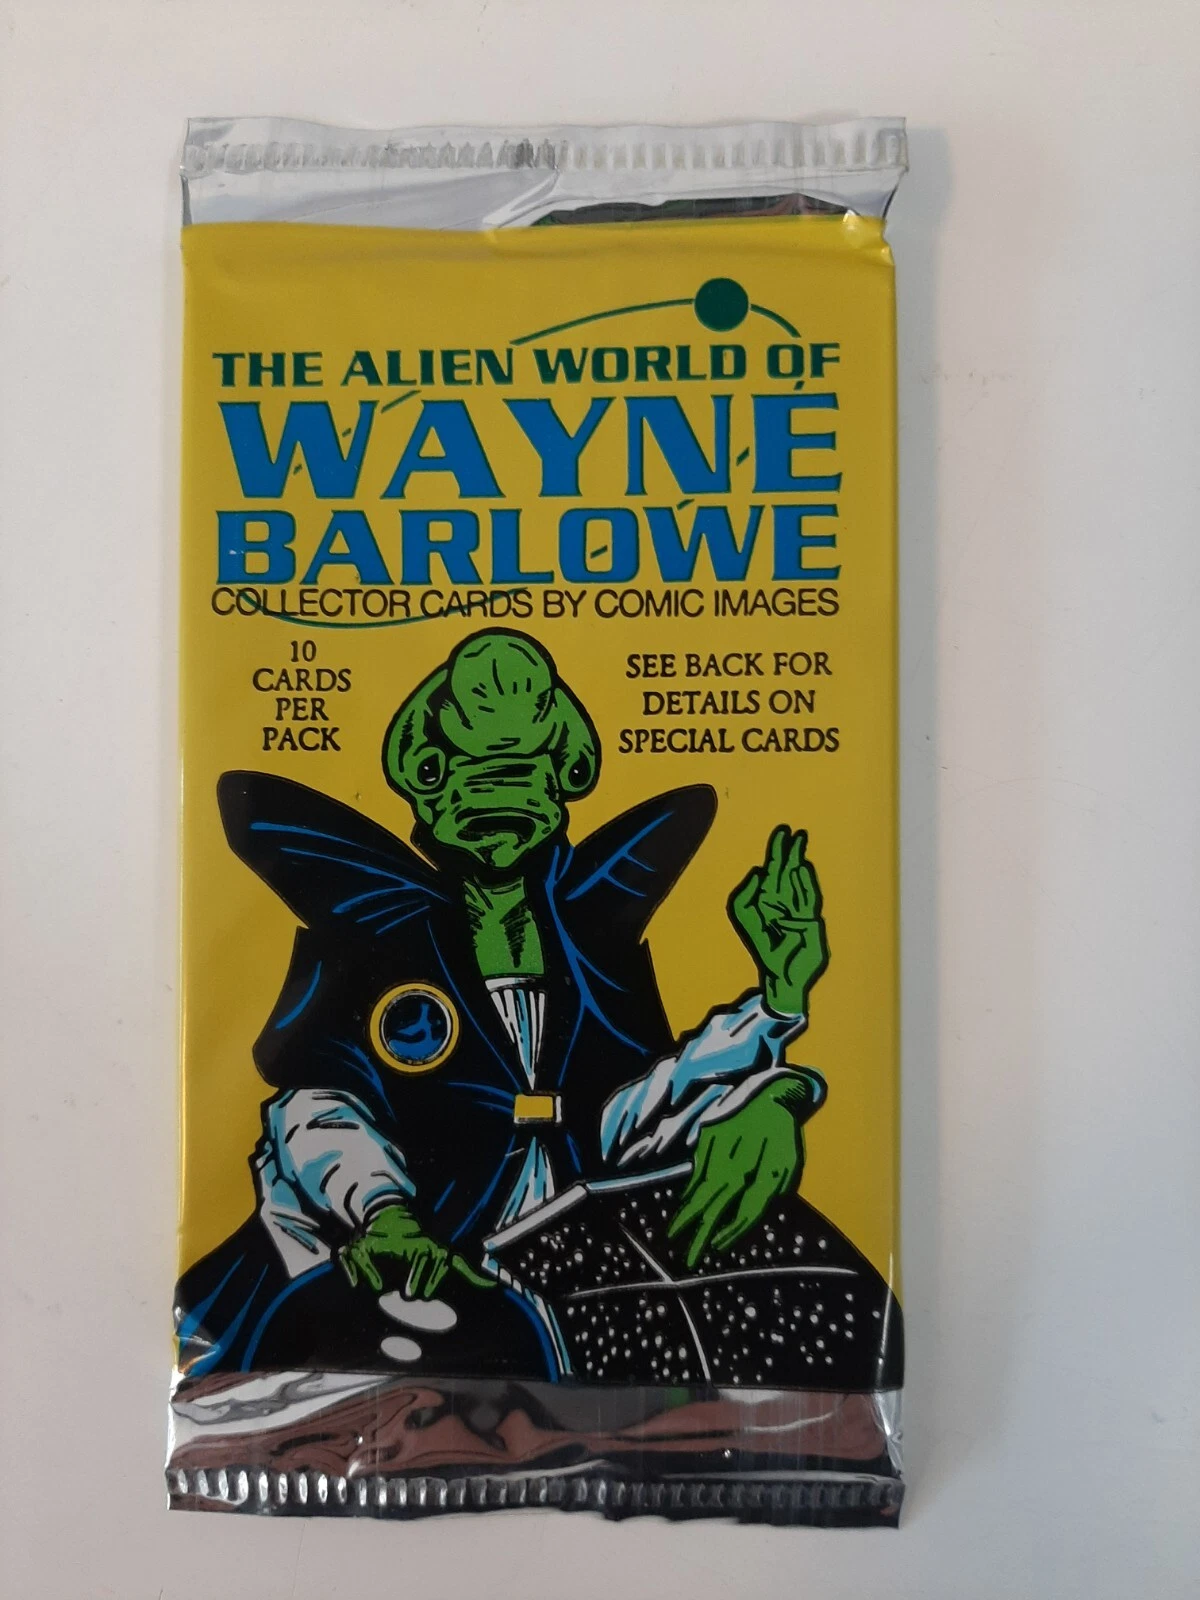 THE ALIEN WORLD OF
WAYNE
BARLOWE
COLLECTOR CARDS BY COMIC IMAGES
10
CARDS
PER
PACK
SEE BACK FOR
DETAILS ON
SPECIAL CARDS